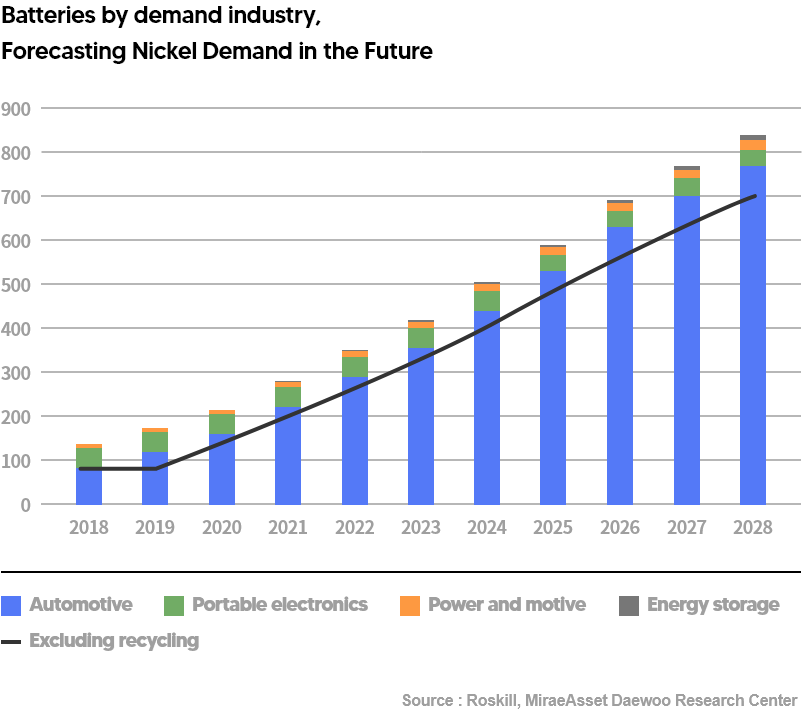 Batteries by demand industry,
Forecasting Nickel Demand in the Future
900
800
700
600
500
400
300
200
100
0
2018 2019 2020 2021 2022 2023 2024 2025 2026 2027 2028
Automotive Portable electronics Power and motive Energy storage
Excluding recycling
Source : Roskill, MiraeAsset Daewoo Research Center